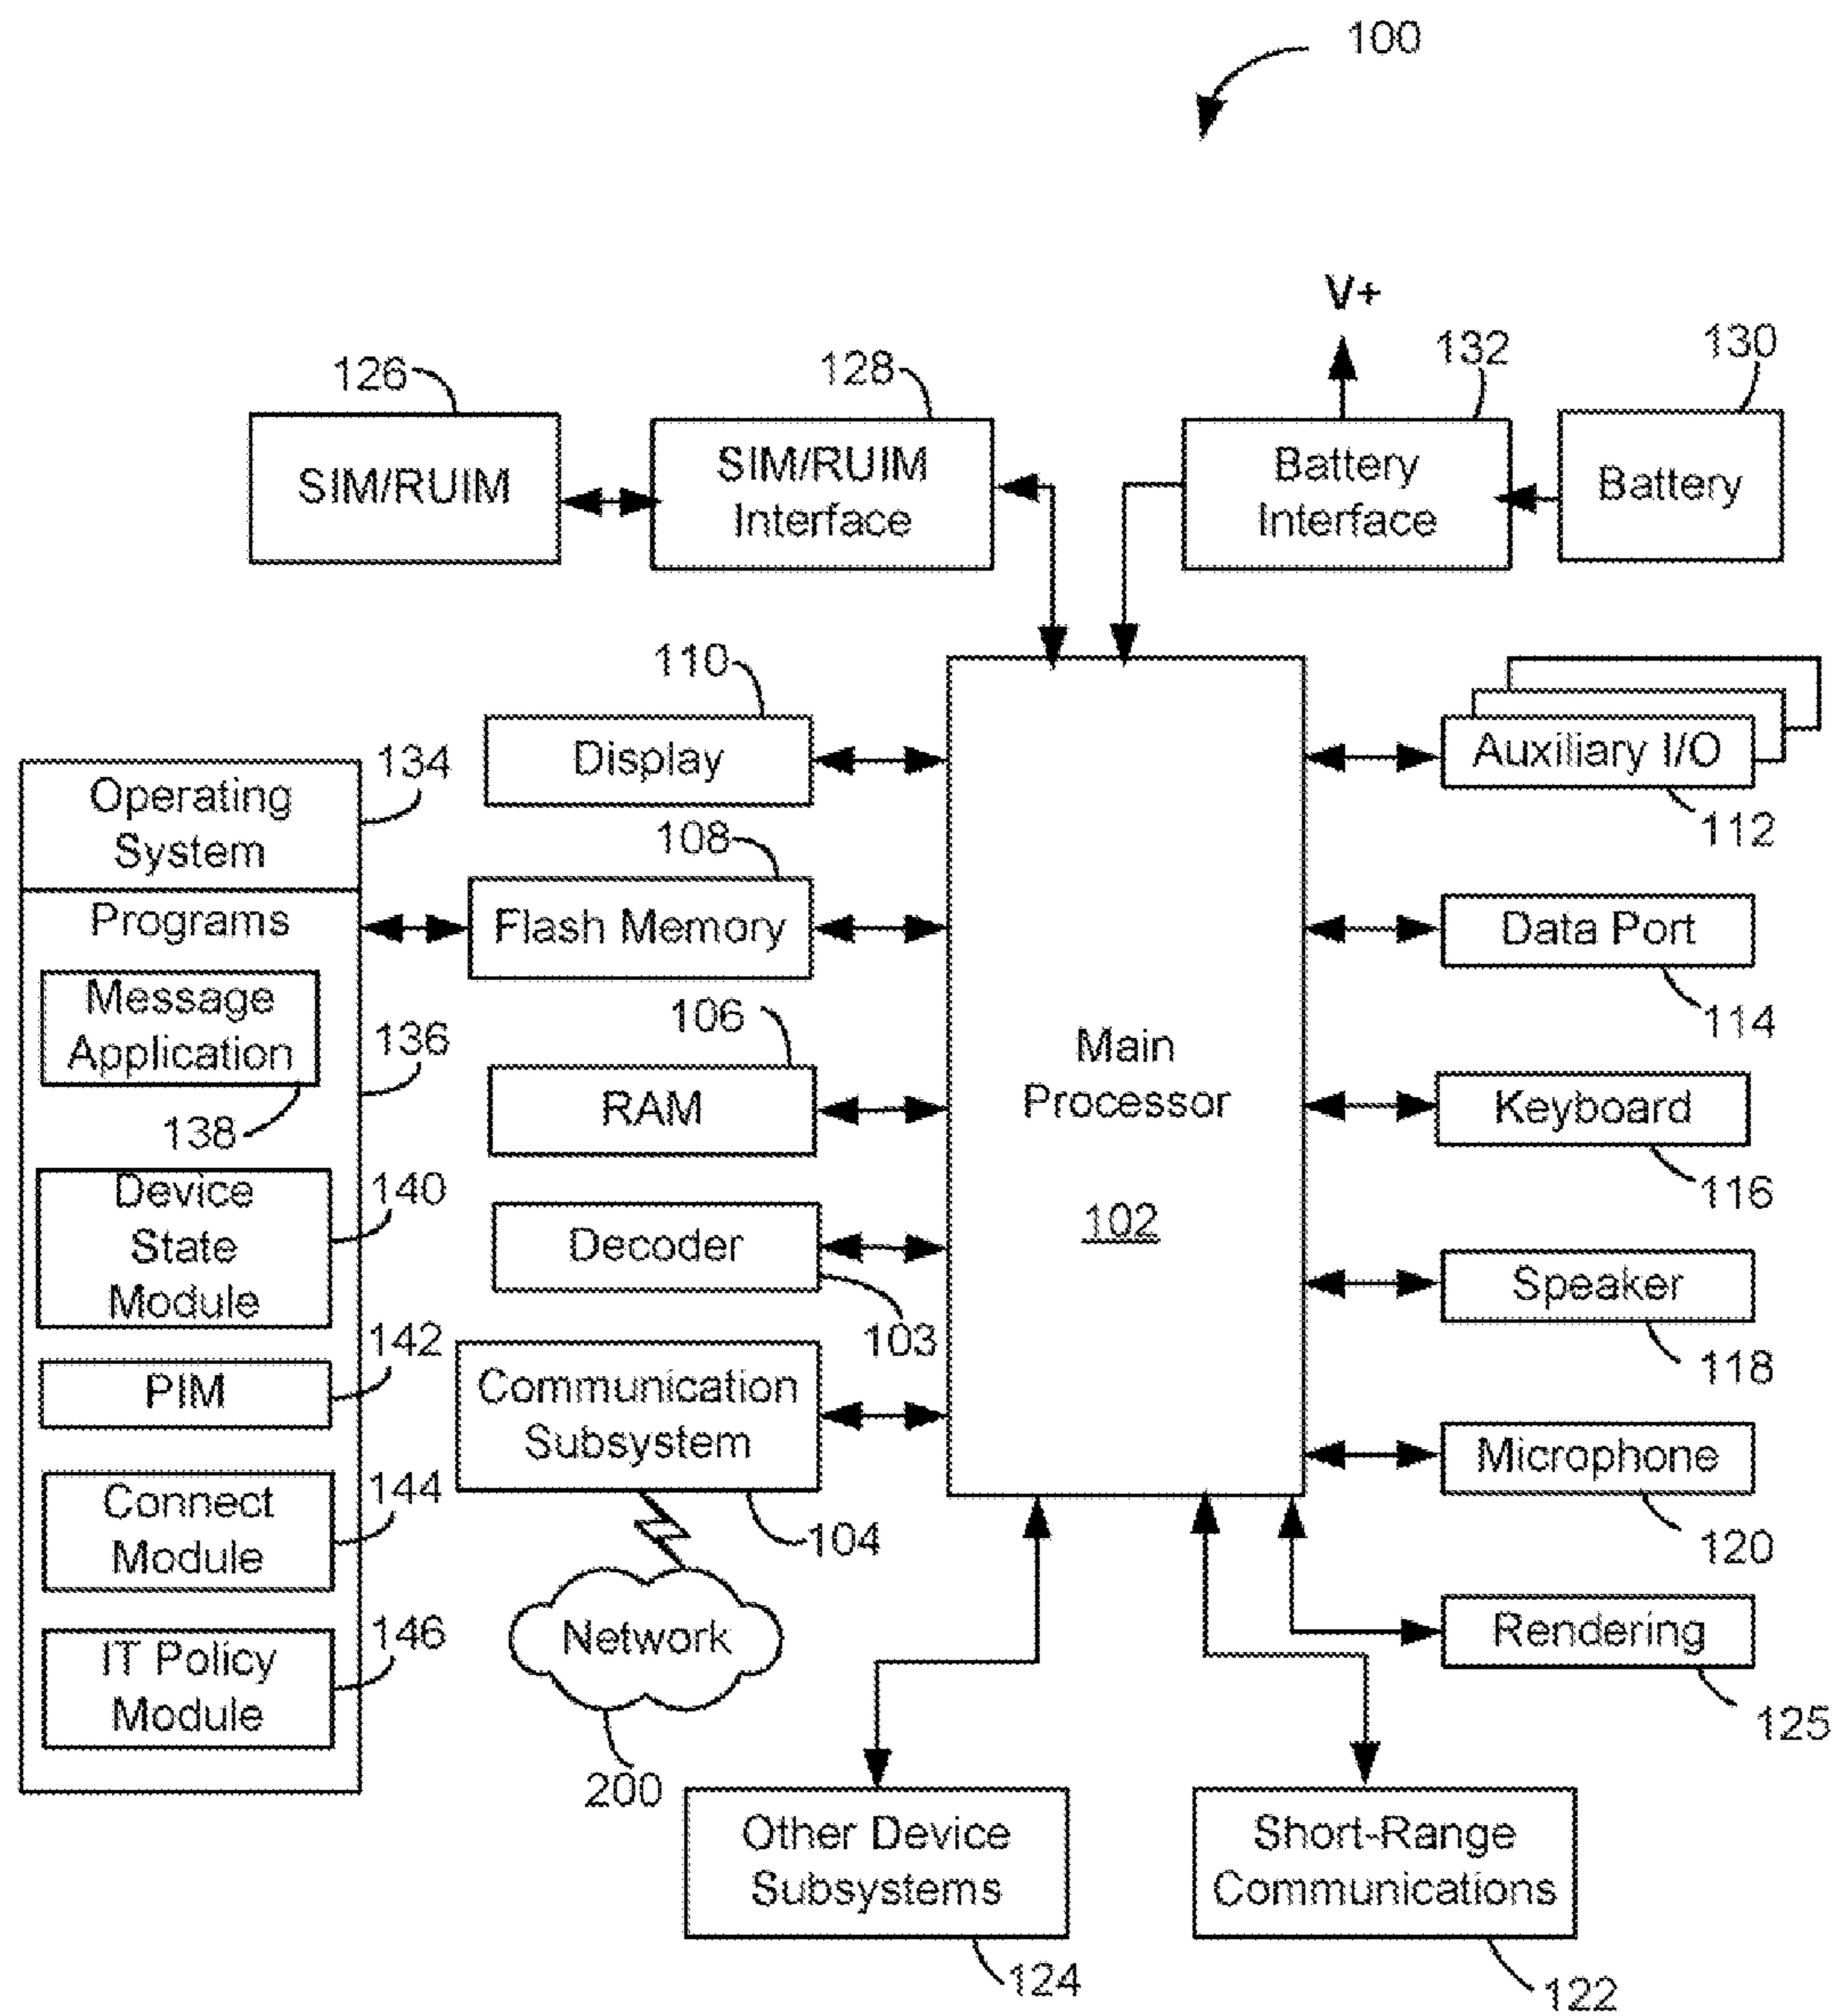 100
V+
126
128
132
130
SIM/RUIM
SIM/RUIM
Interface
Battery
Interface
Battery
110
Display
134
Operating
System
108
Flash Memory
Programs
Message
Application
138
136
106
RAM
Device
State
Module
140
Decoder
103
PIM
142
Communication
Subsystem
104
Connect
Module
144
IT Policy
Module
146
Network
200
Main
Processor
102
Auxiliary I/O
112
Data Port
114
Keyboard
116
Speaker
118
Microphone
120
Rendering
125
Other Device
Subsystems
124
Short-Range
Communications
122